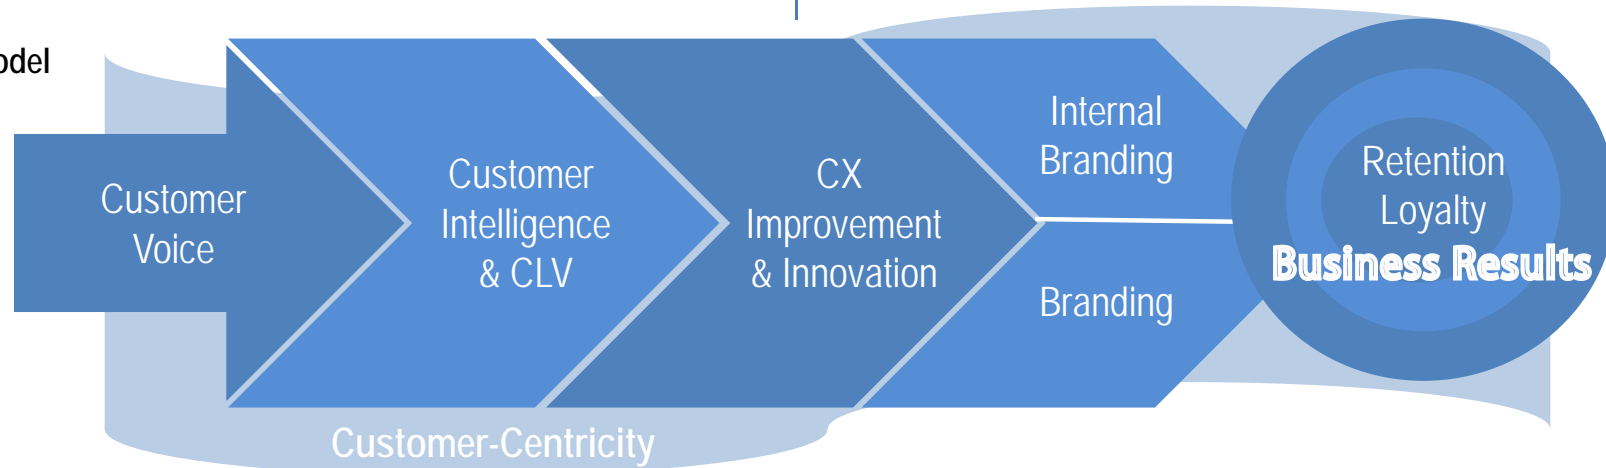 odel
Customer
Voice
Customer
Intelligence
& CLV
CX
Improvement
& Innovation
Internal
Branding
Branding
Retention
Loyalty
Business Results
Customer-Centricity